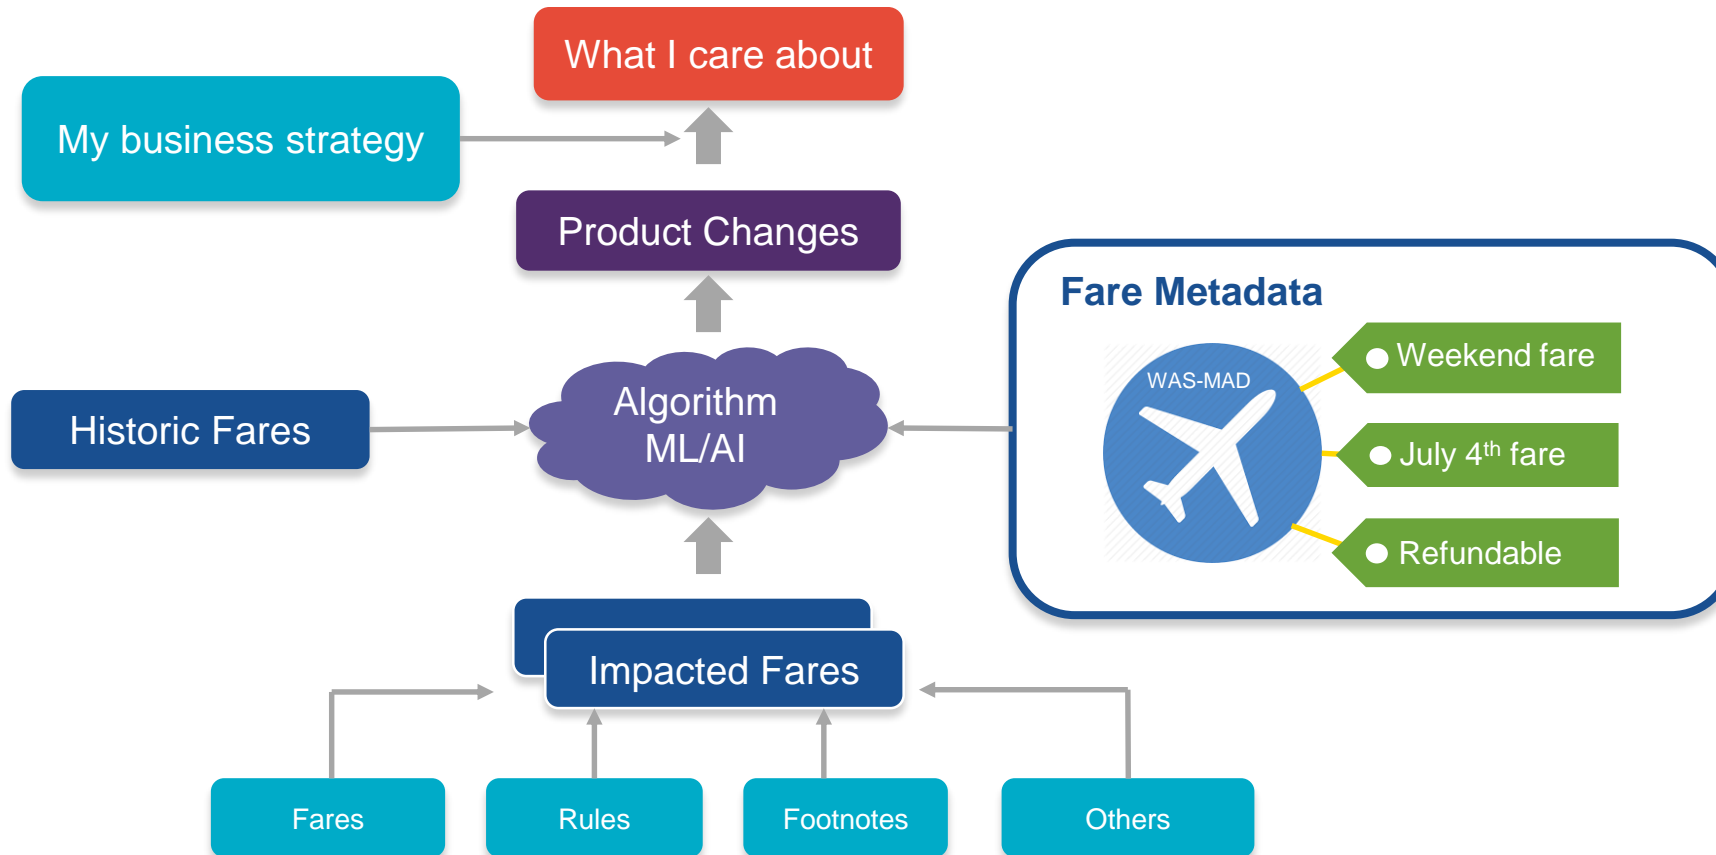 What I care about
My business strategy
Product Changes
Fare Metadata
WAS-MAD
Weekend fare
July 4th fare
Refundable
Historic Fares
Algorithm
ML/AI
Impacted Fares
Fares
Rules
Footnotes
Others